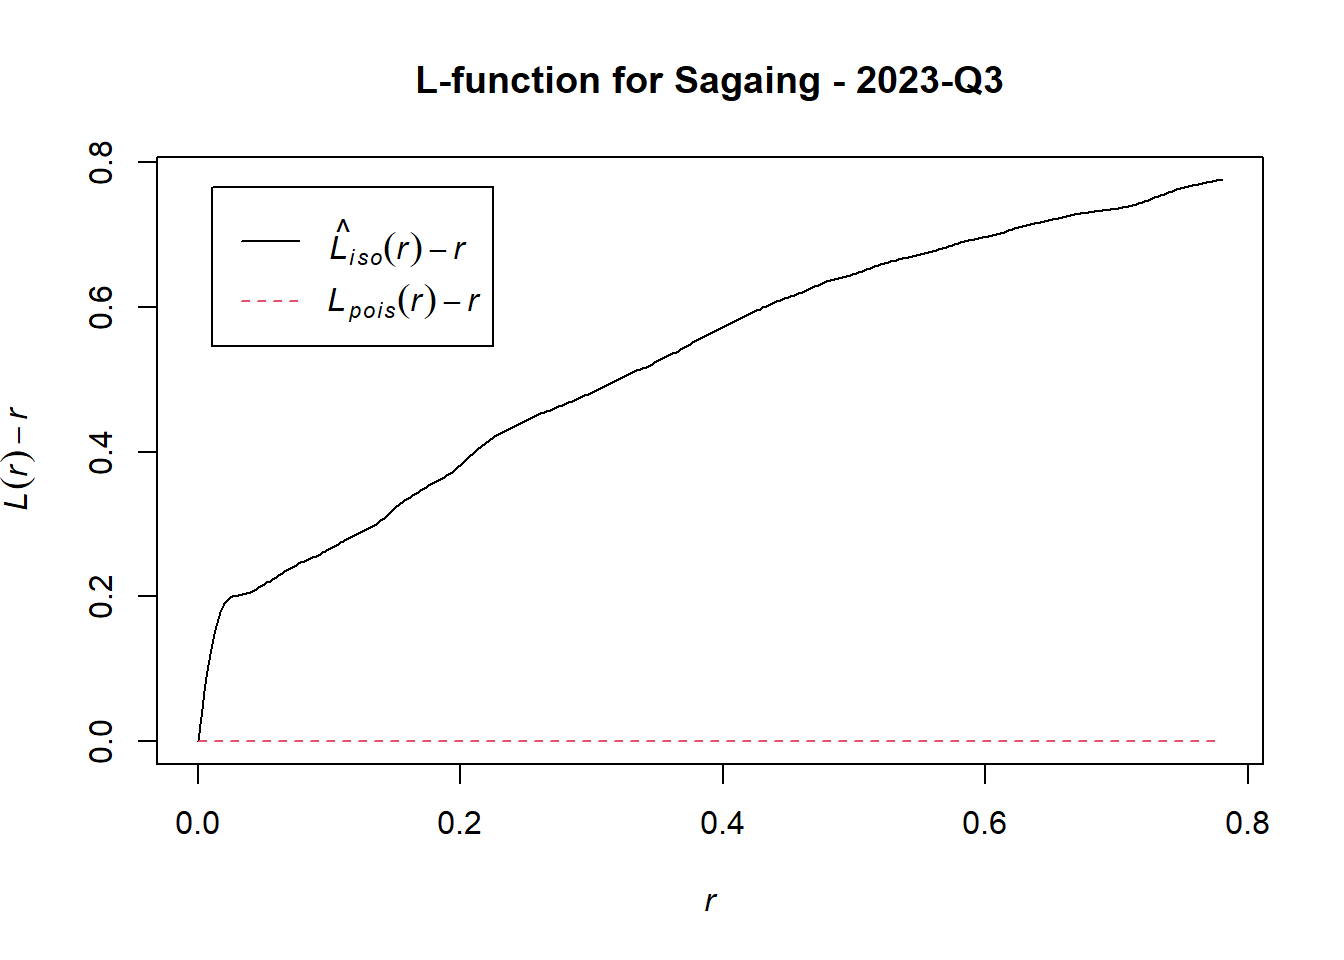 L-function for Sagaing - 2023-Q3
L̂iso(r) − r
Lpois(r) − r
L(r) − r
0.8
0.6
0.4
0.2
0.0
0.0 0.2 0.4 0.6 0.8
r